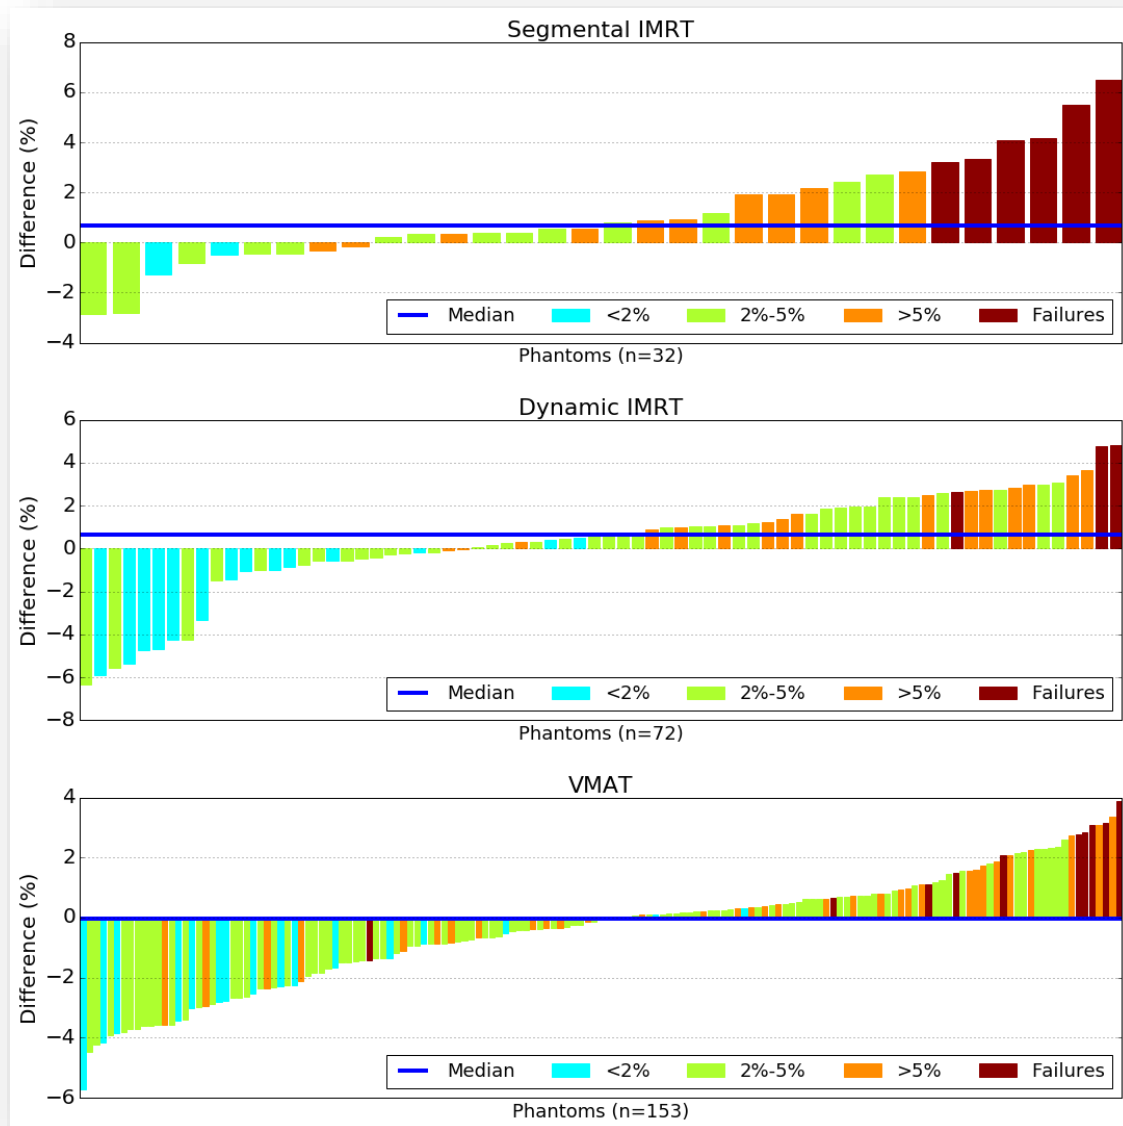 Segmental IMRT
8
6
4
2
0
−2
−4
Difference (%)
Median <2% 2%-5% >5% Failures
Phantoms (n=32)
Dynamic IMRT
6
4
2
0
−2
−4
−6
−8
Difference (%)
Median <2% 2%-5% >5% Failures
Phantoms (n=72)
VMAT
4
2
0
−2
−4
−6
Difference (%)
Median <2% 2%-5% >5% Failures
Phantoms (n=153)